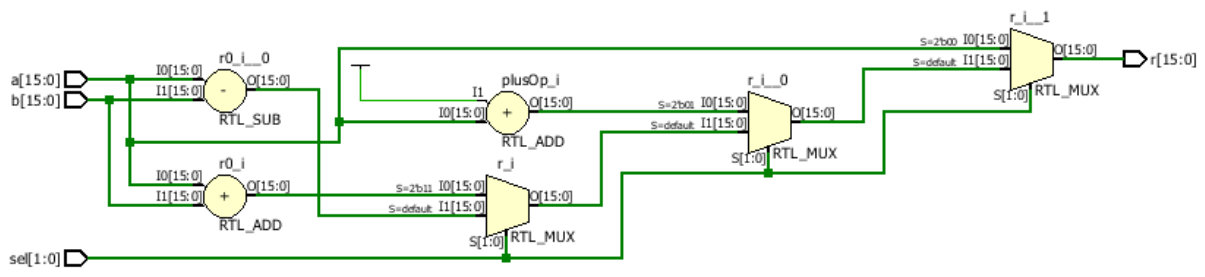 r_i__1
S=2'b00 I0[15:0]
O[15:0]
r[15:0]
S=default I1[15:0]
S[1:0]
RTL_MUX
r0_i__0
a[15:0]
I0[15:0]
O[15:0]
b[15:0]
I1[15:0]
-
RTL_SUB
plusOp_i
I1
O[15:0]
I0[15:0]
+
RTL_ADD
r_i__0
S=2'b01 I0[15:0]
O[15:0]
S=default I1[15:0]
S[1:0]
RTL_MUX
r0_i
I0[15:0]
O[15:0]
+
I1[15:0]
RTL_ADD
r_i
S=2'b11 I0[15:0]
O[15:0]
S=default I1[15:0]
S[1:0]
RTL_MUX
sel[1:0]